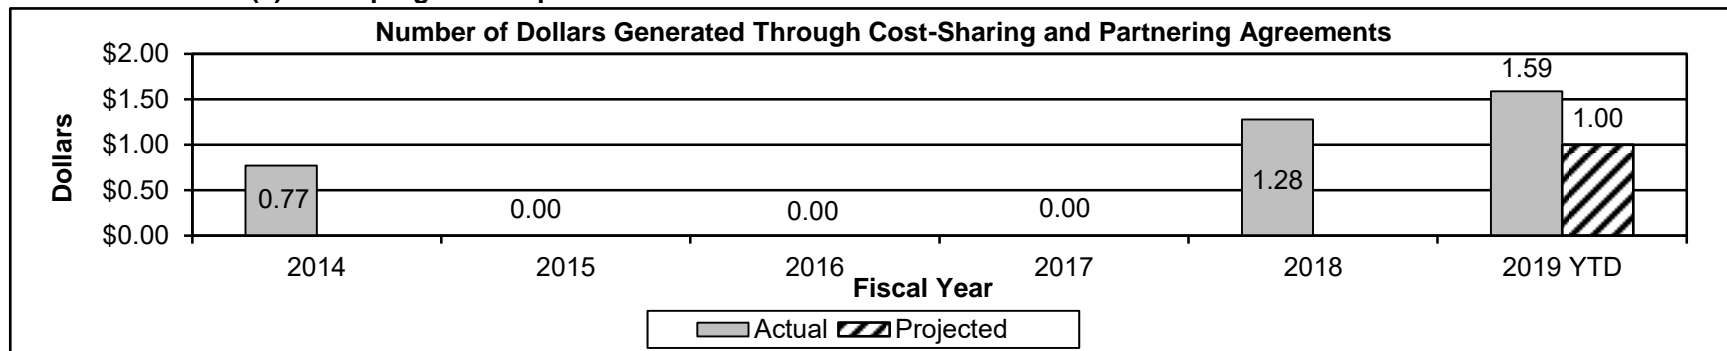 Number of Dollars Generated Through Cost-Sharing and Partnering Agreements
$2.00
$1.50
$1.00
$0.50
$0.00
Dollars
0.77
0.00
0.00
0.00
1.28
1.59
1.00
2014
2015
2016
2017
2018
2019 YTD
Fiscal Year
Actual
Projected